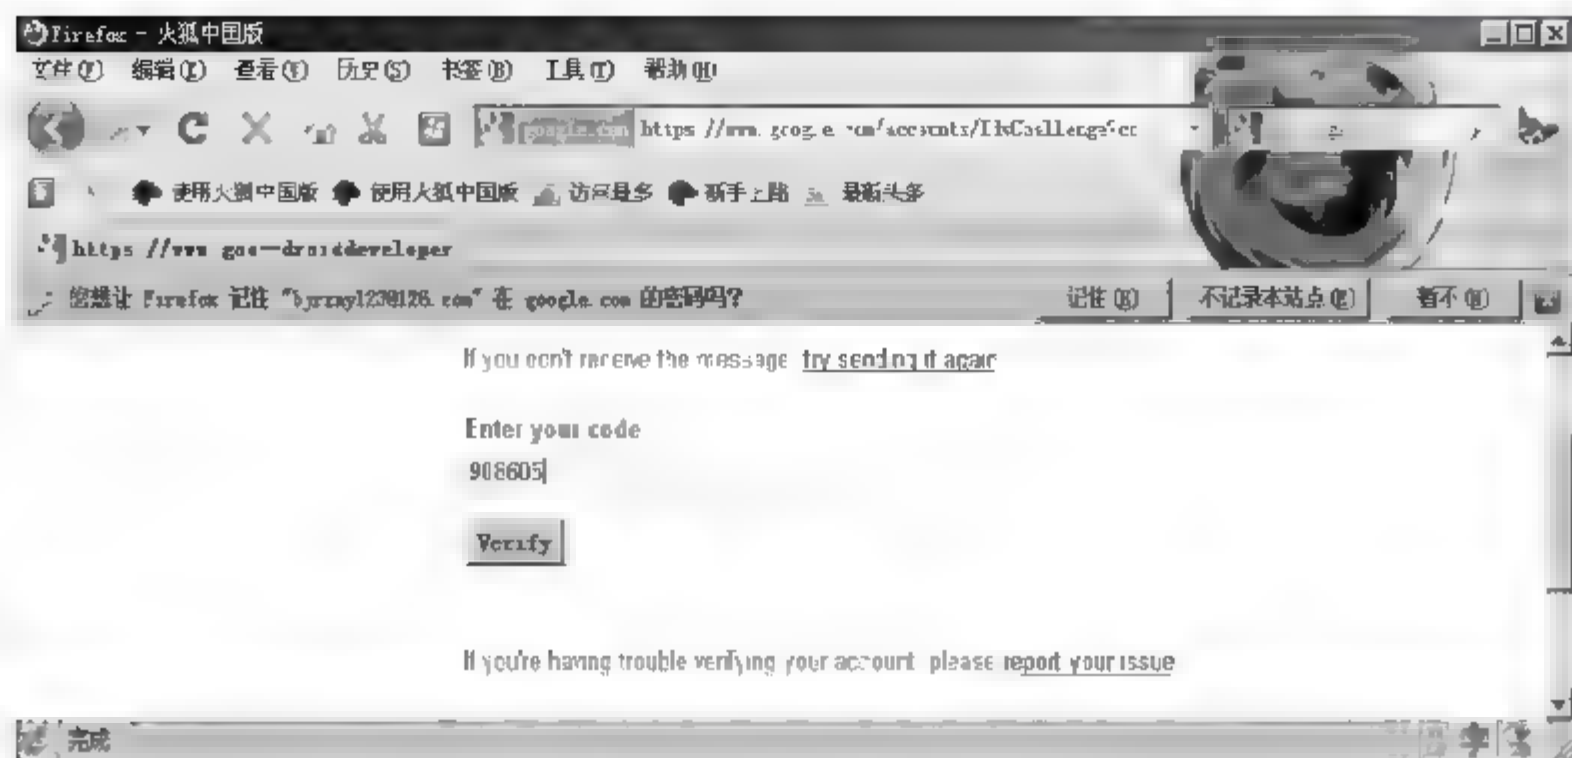 Firefox - 火狐中国版
文件(F) 编辑(E) 查看(V) 历史(S) 书签(B) 工具(T) 帮助(H)
google.com https://www.
使用火狐中国版 使用火狐中国版 访问最多 新手上路 最新头条
您想让 Firefox 记住 在 google.com 的密码吗? 记住(R) 不记录本站点(E) 暂不(N)
If you don't receive the message, try sending it again
Enter your code
908605
Verify
If you're having trouble verifying your account, please report your issue
完成